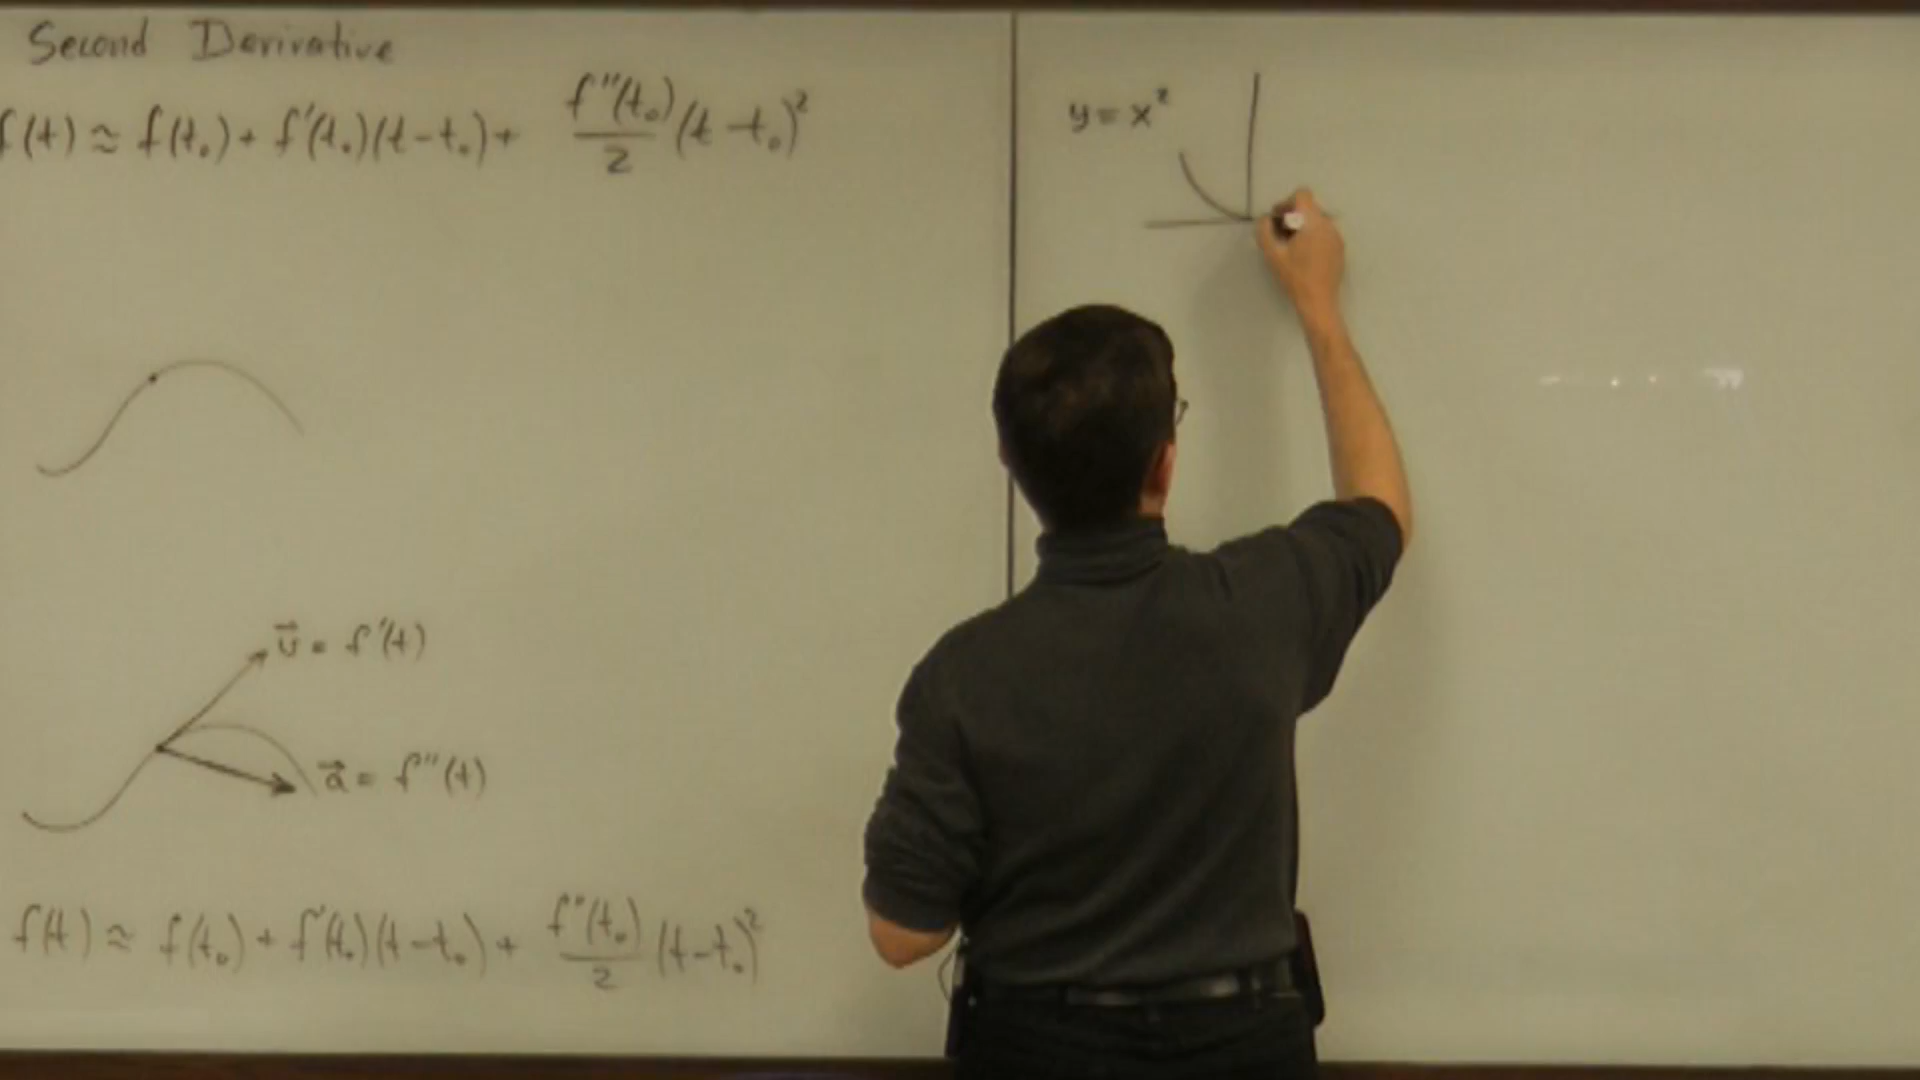 Second Derivative
f(t) ≈ f(t₀) + f'(t₀)(t-t₀) + f''(t₀)/2 (t-t₀)²
v⃗ = f'(t)
a⃗ = f''(t)
f(t) ≈ f(t₀) + f'(t₀)(t-t₀) + f''(t₀)/2 (t-t₀)²
y = x²